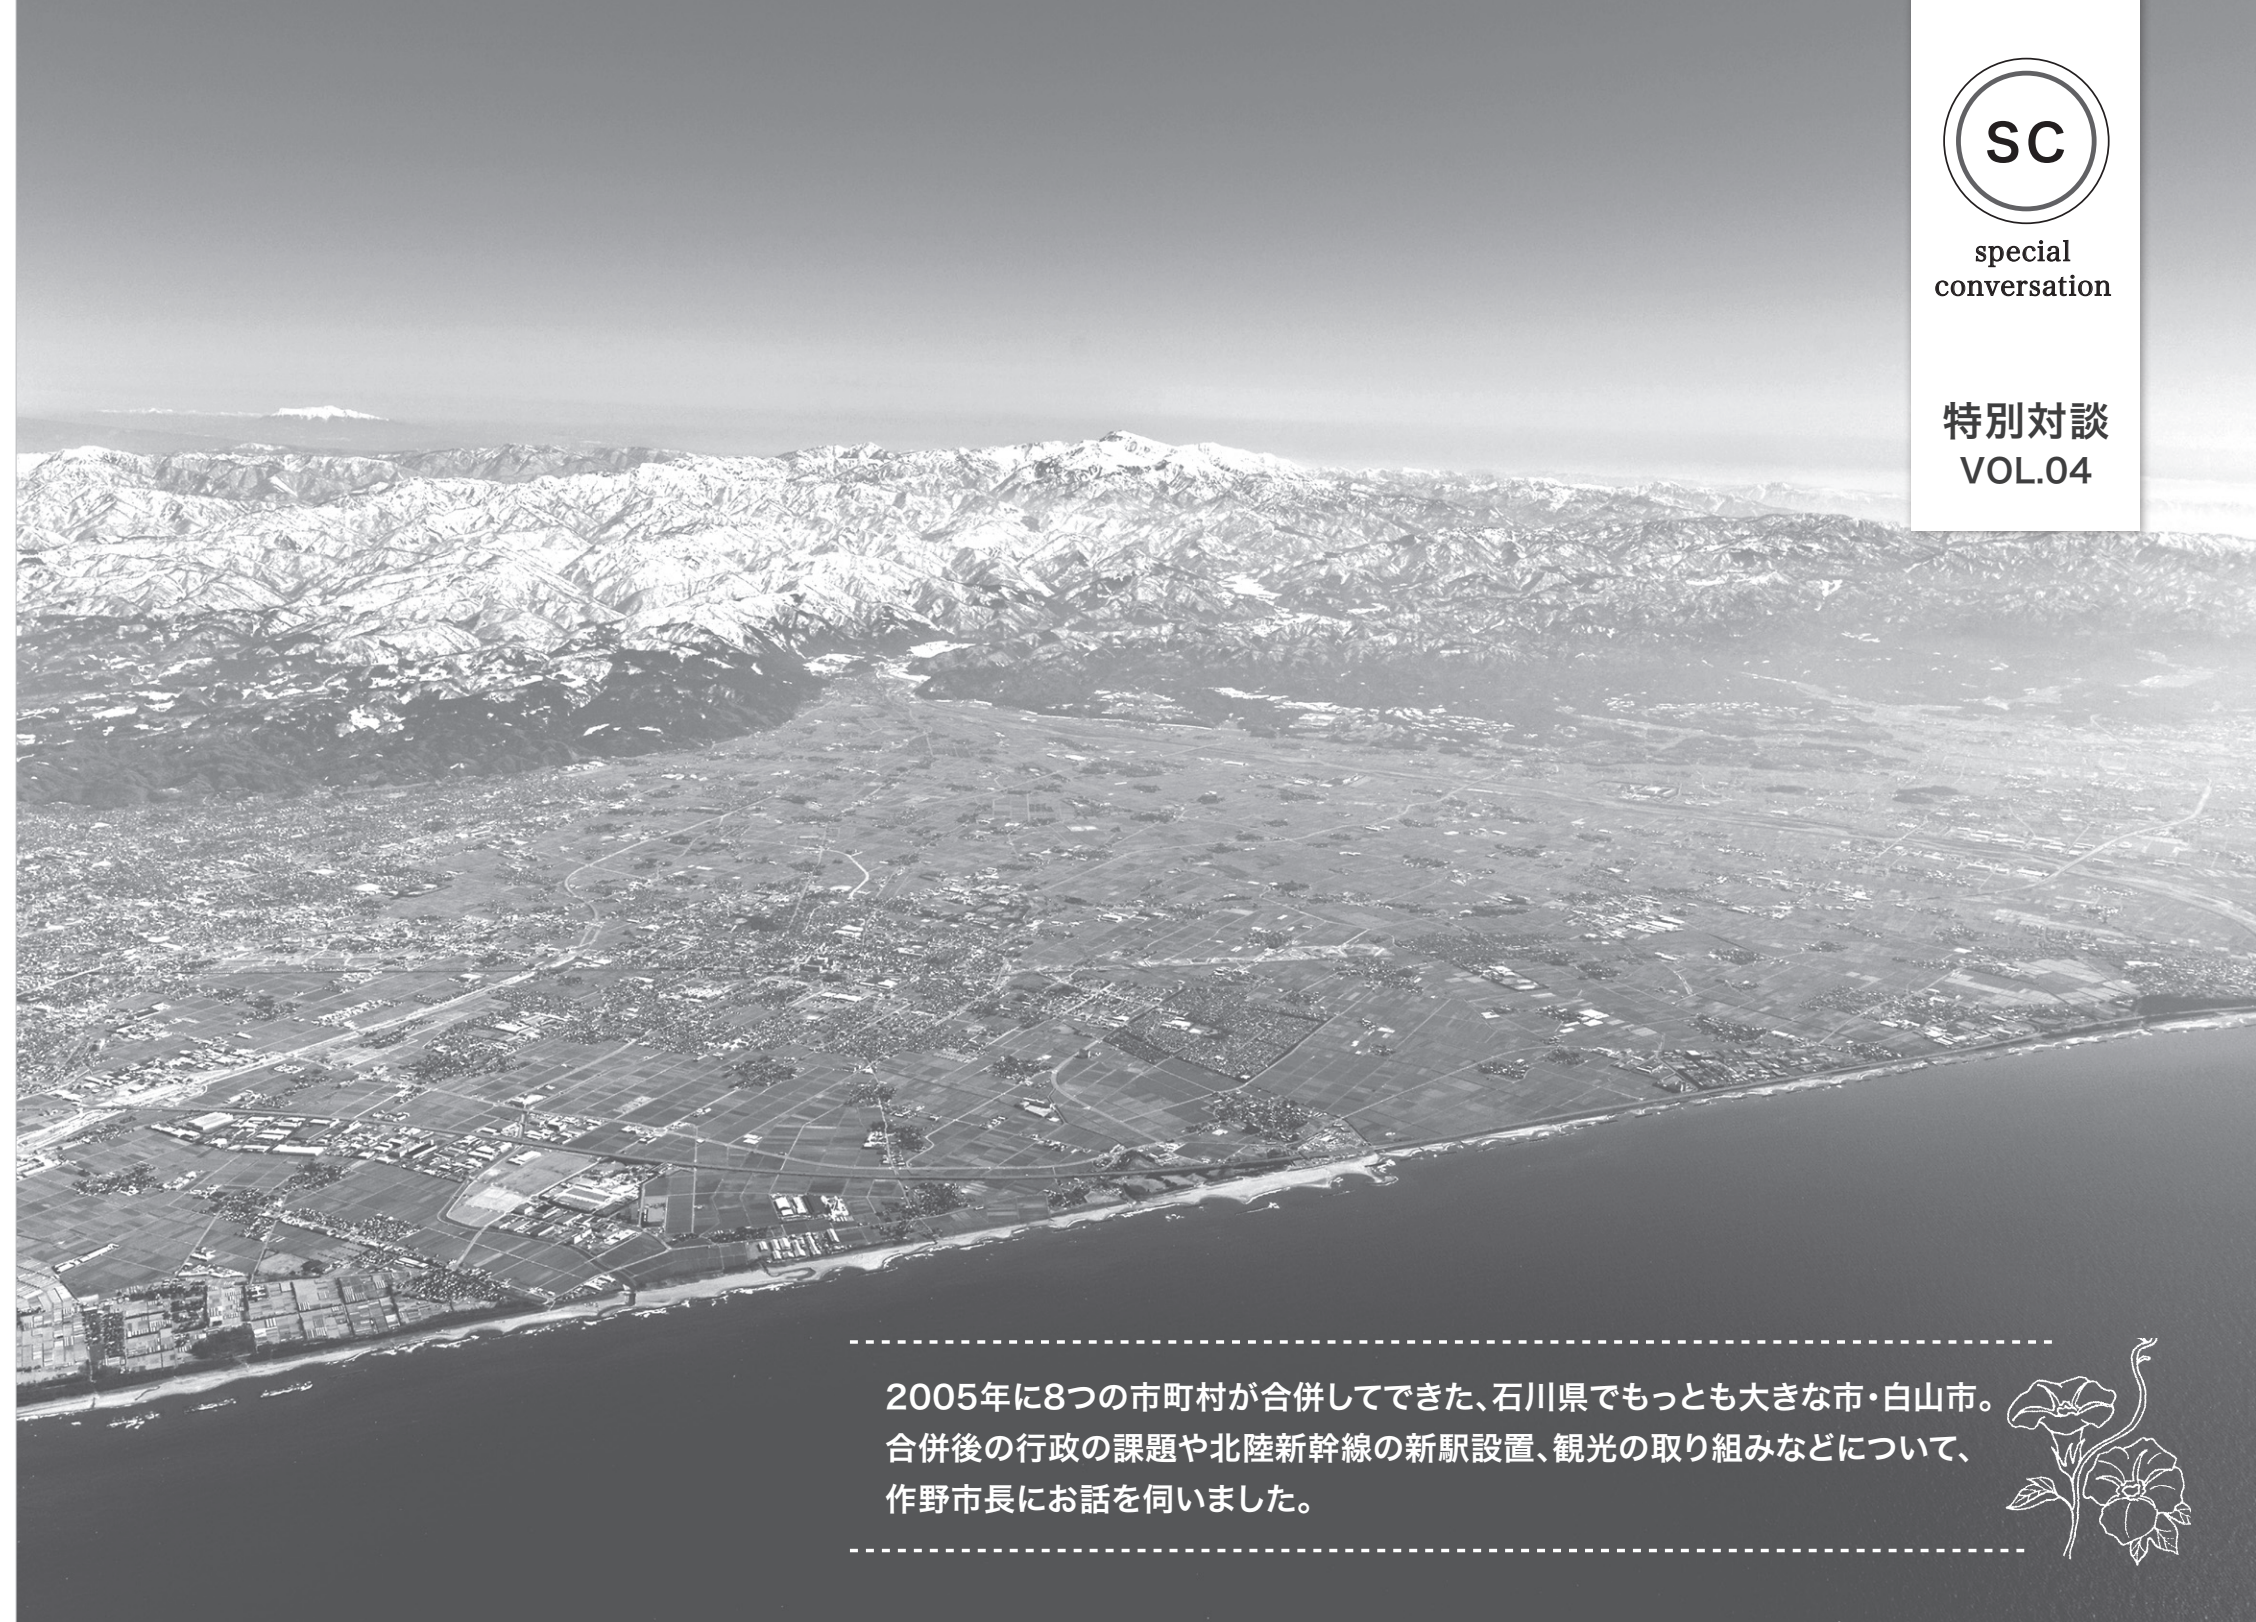 SC
special
conversation
特別対談
VOL.04
2005年に8つの市町村が合併してできた、石川県でもっとも大きな市・白山市。
合併後の行政の課題や北陸新幹線の新駅設置、観光の取り組みなどについて、
作野市長にお話を伺いました。